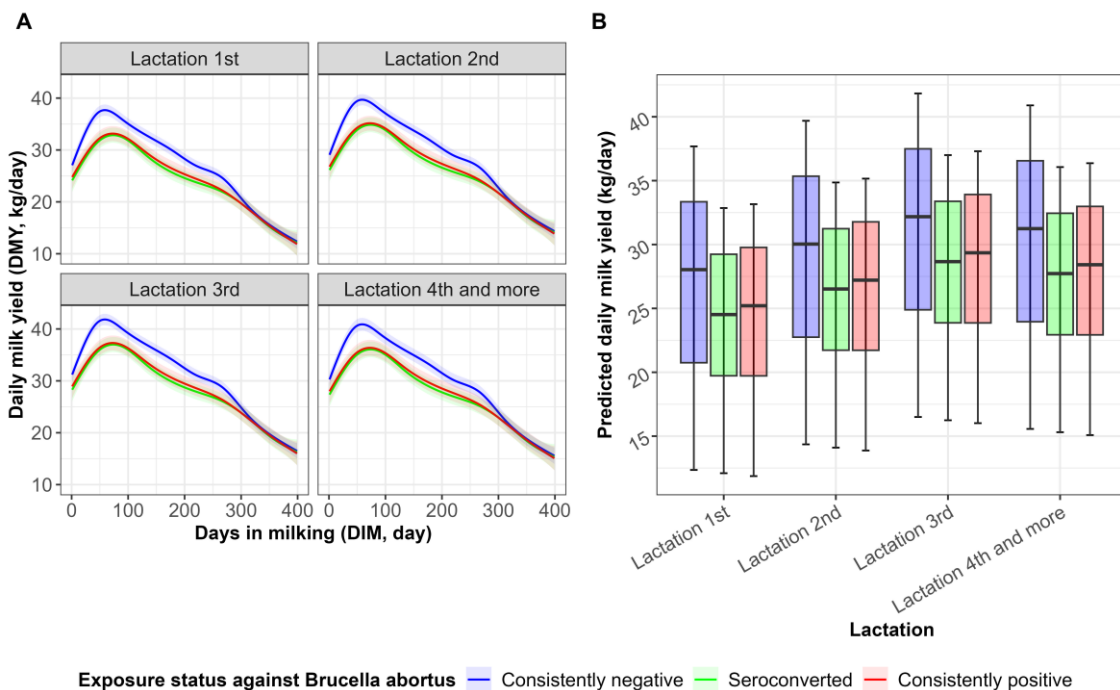 A
Lactation 1st
Lactation 2nd
40
30
20
10
Lactation 3rd
Lactation 4th and more
40
30
20
10
0
100
200
300
400
0
100
200
300
400
Daily milk yield (DMY, kg/day)
Days in milking (DIM, day)
B
40
35
30
25
20
15
Predicted daily milk yield (kg/day)
Lactation 1st
Lactation 2nd
Lactation 3rd
Lactation 4th and more
Lactation
Exposure status against Brucella abortus Consistently negative Seroconverted Consistently positive